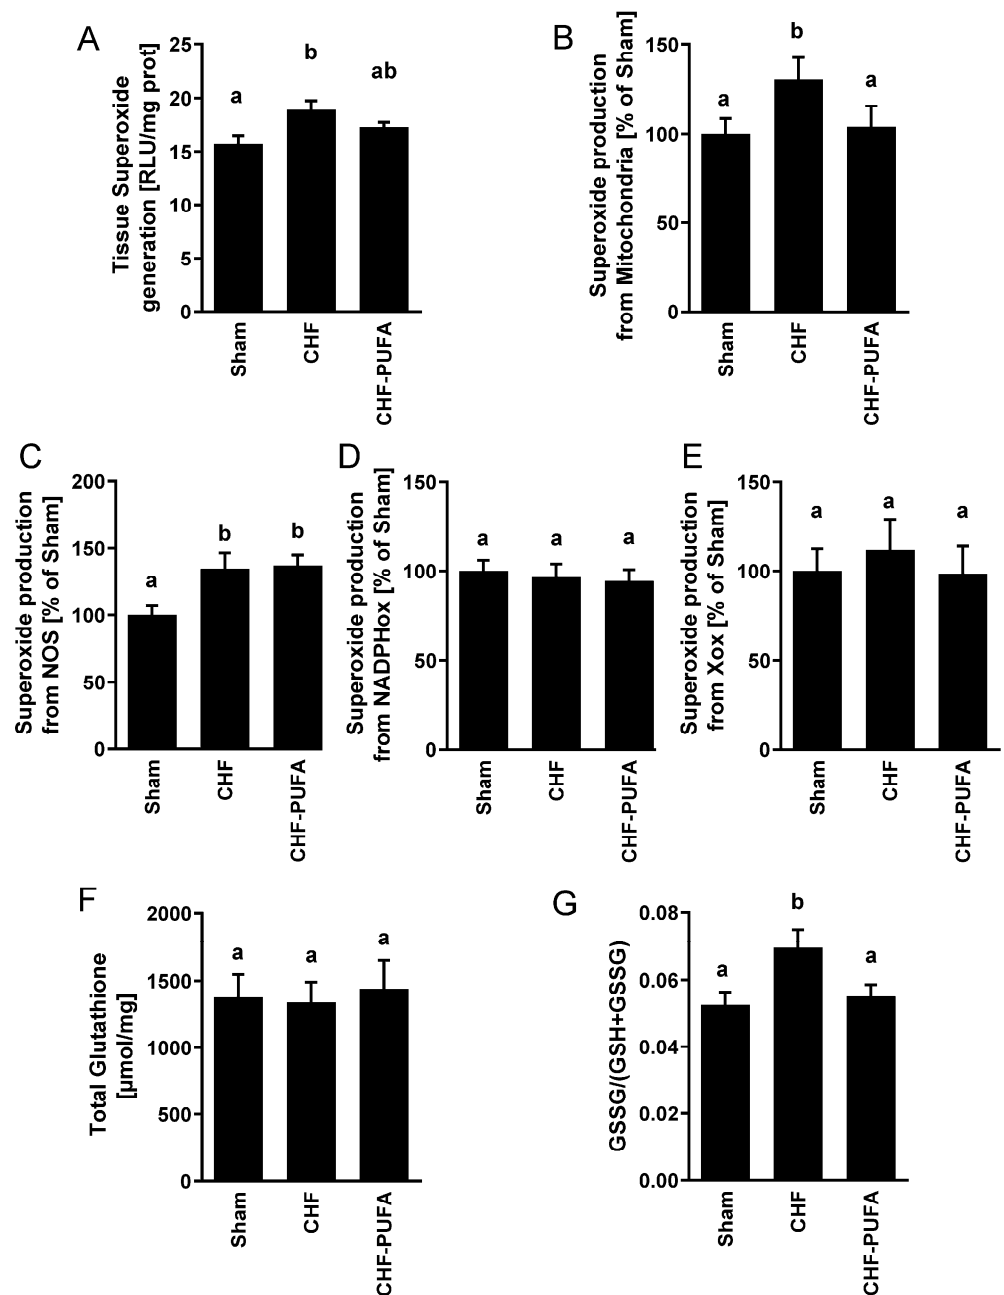 A
Tissue Superoxide
generation [RLU/mg prot]
25
20
15
10
5
0
a
b
ab
Sham
CHF
CHF-PUFA
B
Superoxide production
from Mitochondria [% of Sham]
150
100
50
0
a
b
a
Sham
CHF
CHF-PUFA
C
Superoxide production
from NOS [% of Sham]
200
150
100
50
0
a
b
b
Sham
CHF
CHF-PUFA
D
Superoxide production
from NADPHox [% of Sham]
150
100
50
0
a
a
a
Sham
CHF
CHF-PUFA
E
Superoxide production
from Xox [% of Sham]
150
100
50
0
a
a
a
Sham
CHF
CHF-PUFA
F
Total Glutathione
[µmol/mg]
2000
1500
1000
500
0
a
a
a
Sham
CHF
CHF-PUFA
G
GSSG/(GSH+GSSG)
0.08
0.06
0.04
0.02
0.00
a
b
a
Sham
CHF
CHF-PUFA